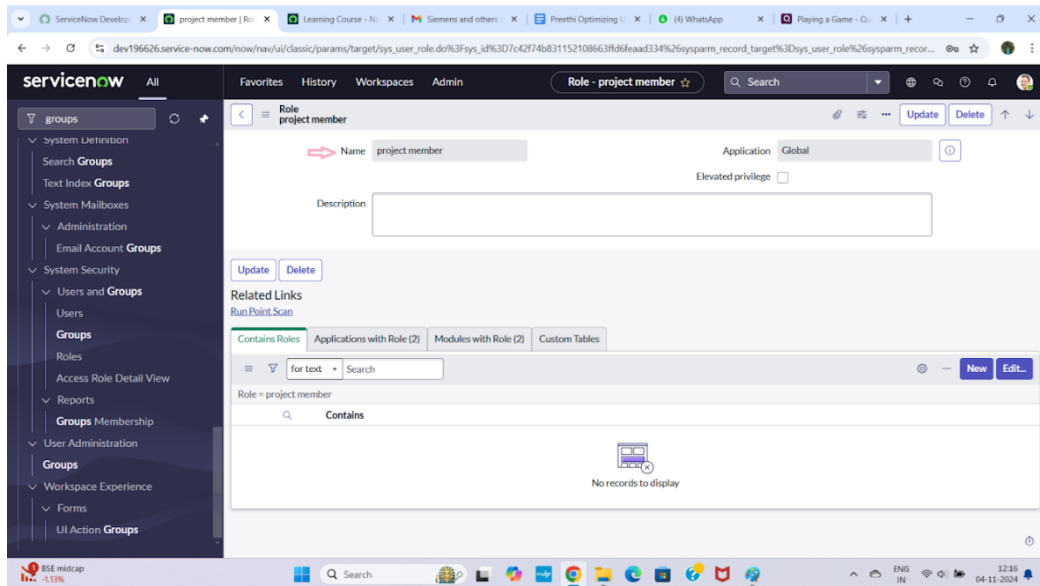 ServiceNow Develop
project member | Rol
Learning Course - No
Siemens and others a
Preethi Optimizing U
(4) WhatsApp
Playing a Game - Qu
dev196626.service-now.com/now/nav/ui/classic/params/target/sys_user_role.do%3Fsys_id%3D7c42f74b831152108663ffd6feaad334%26sysparm_record_target%3Dsys_user_role%26sysparm_recor...
servicenow All Favorites History Workspaces Admin Role - project member Search
groups
System Definition
Search Groups
Text Index Groups
System Mailboxes
Administration
Email Account Groups
System Security
Users and Groups
Users
Groups
Roles
Access Role Detail View
Reports
Groups Membership
User Administration
Groups
Workspace Experience
Forms
UI Action Groups
Role
project member
Update Delete
Name project member
Application Global
Elevated privilege
Description
Update Delete
Related Links
Run Point Scan
Contains Roles Applications with Role (2) Modules with Role (2) Custom Tables
for text Search New Edit...
Role = project member
Contains
No records to display
BSE midcap
-1.13%
Search
ENG
IN
12:16
04-11-2024